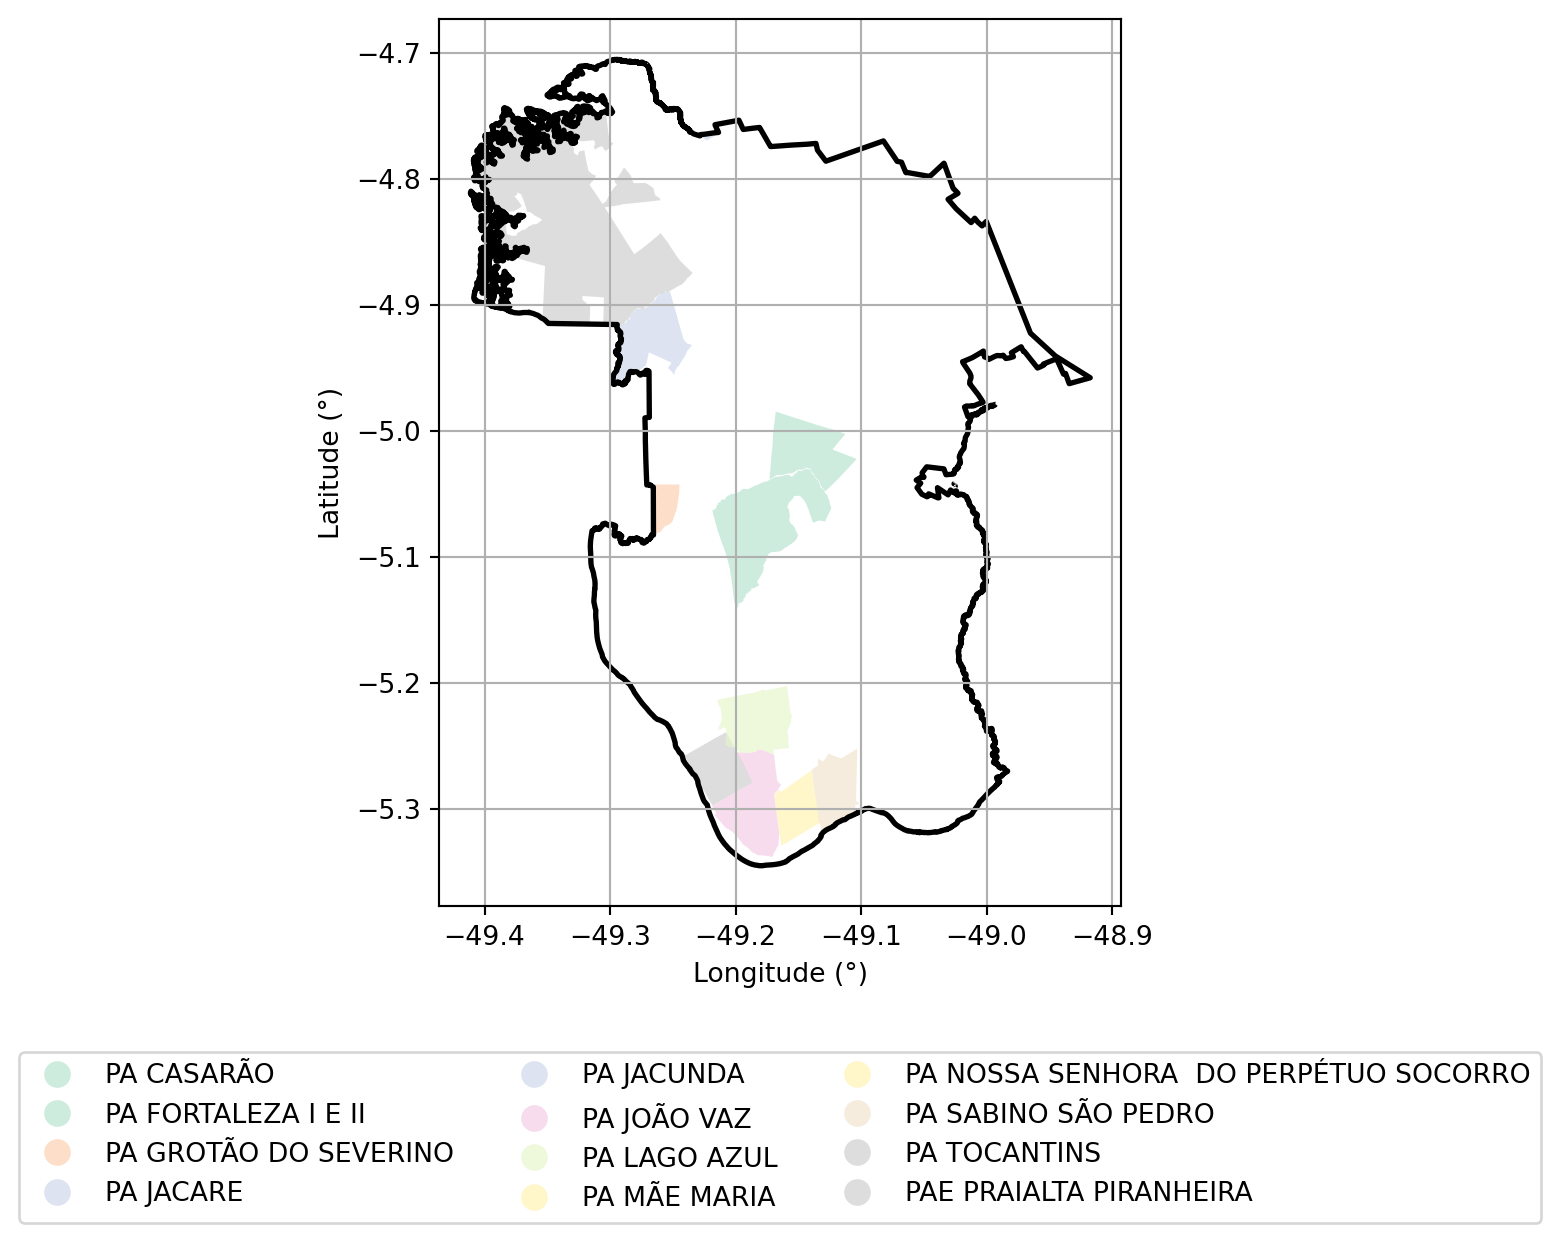 −4.7
−4.8
−4.9
−5.0
−5.1
−5.2
−5.3
Latitude (°)
−49.4 −49.3 −49.2 −49.1 −49.0 −48.9
Longitude (°)
PA CASARÃO
PA FORTALEZA I E II
PA GROTÃO DO SEVERINO
PA JACARE
PA JACUNDA
PA JOÃO VAZ
PA LAGO AZUL
PA MÃE MARIA
PA NOSSA SENHORA  DO PERPÉTUO SOCORRO
PA SABINO SÃO PEDRO
PA TOCANTINS
PAE PRAIALTA PIRANHEIRA